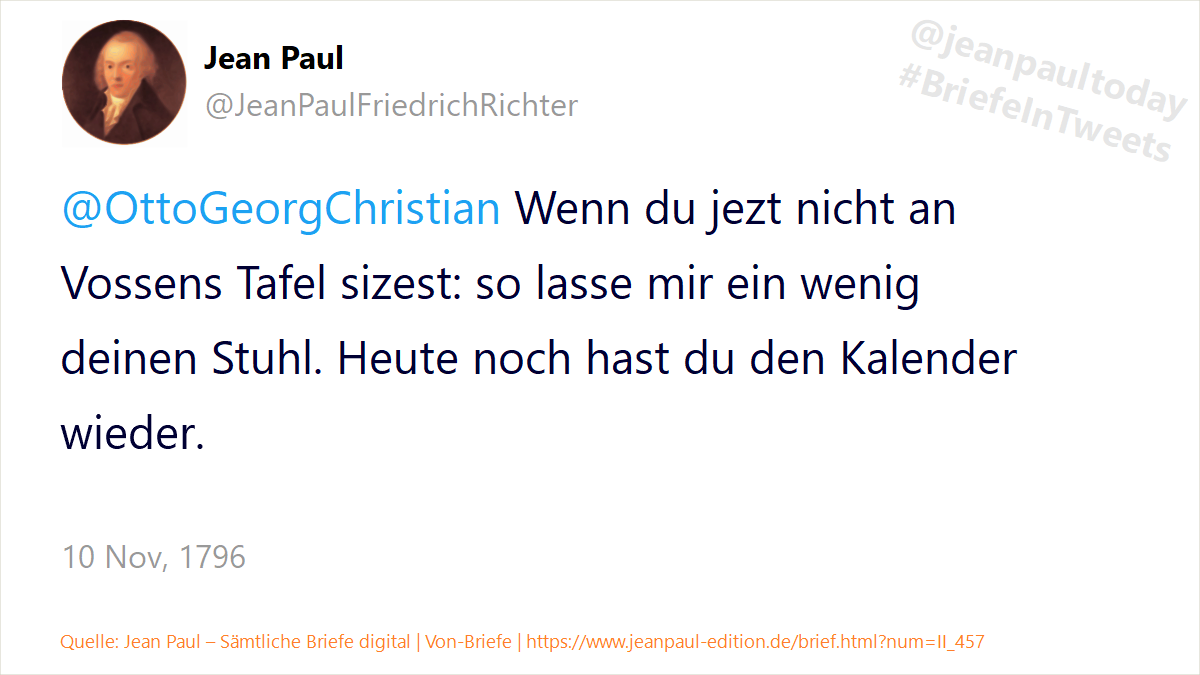 Jean Paul
@JeanPaulFriedrichRichter
@jeanpaultoday
#BriefeInTweets
@OttoGeorgChristian Wenn du jezt nicht an
Vossens Tafel sizest: so lasse mir ein wenig
deinen Stuhl. Heute noch hast du den Kalender
wieder.
10 Nov, 1796
Quelle: Jean Paul – Sämtliche Briefe digital | Von-Briefe | https://www.jeanpaul-edition.de/brief.html?num=II_457